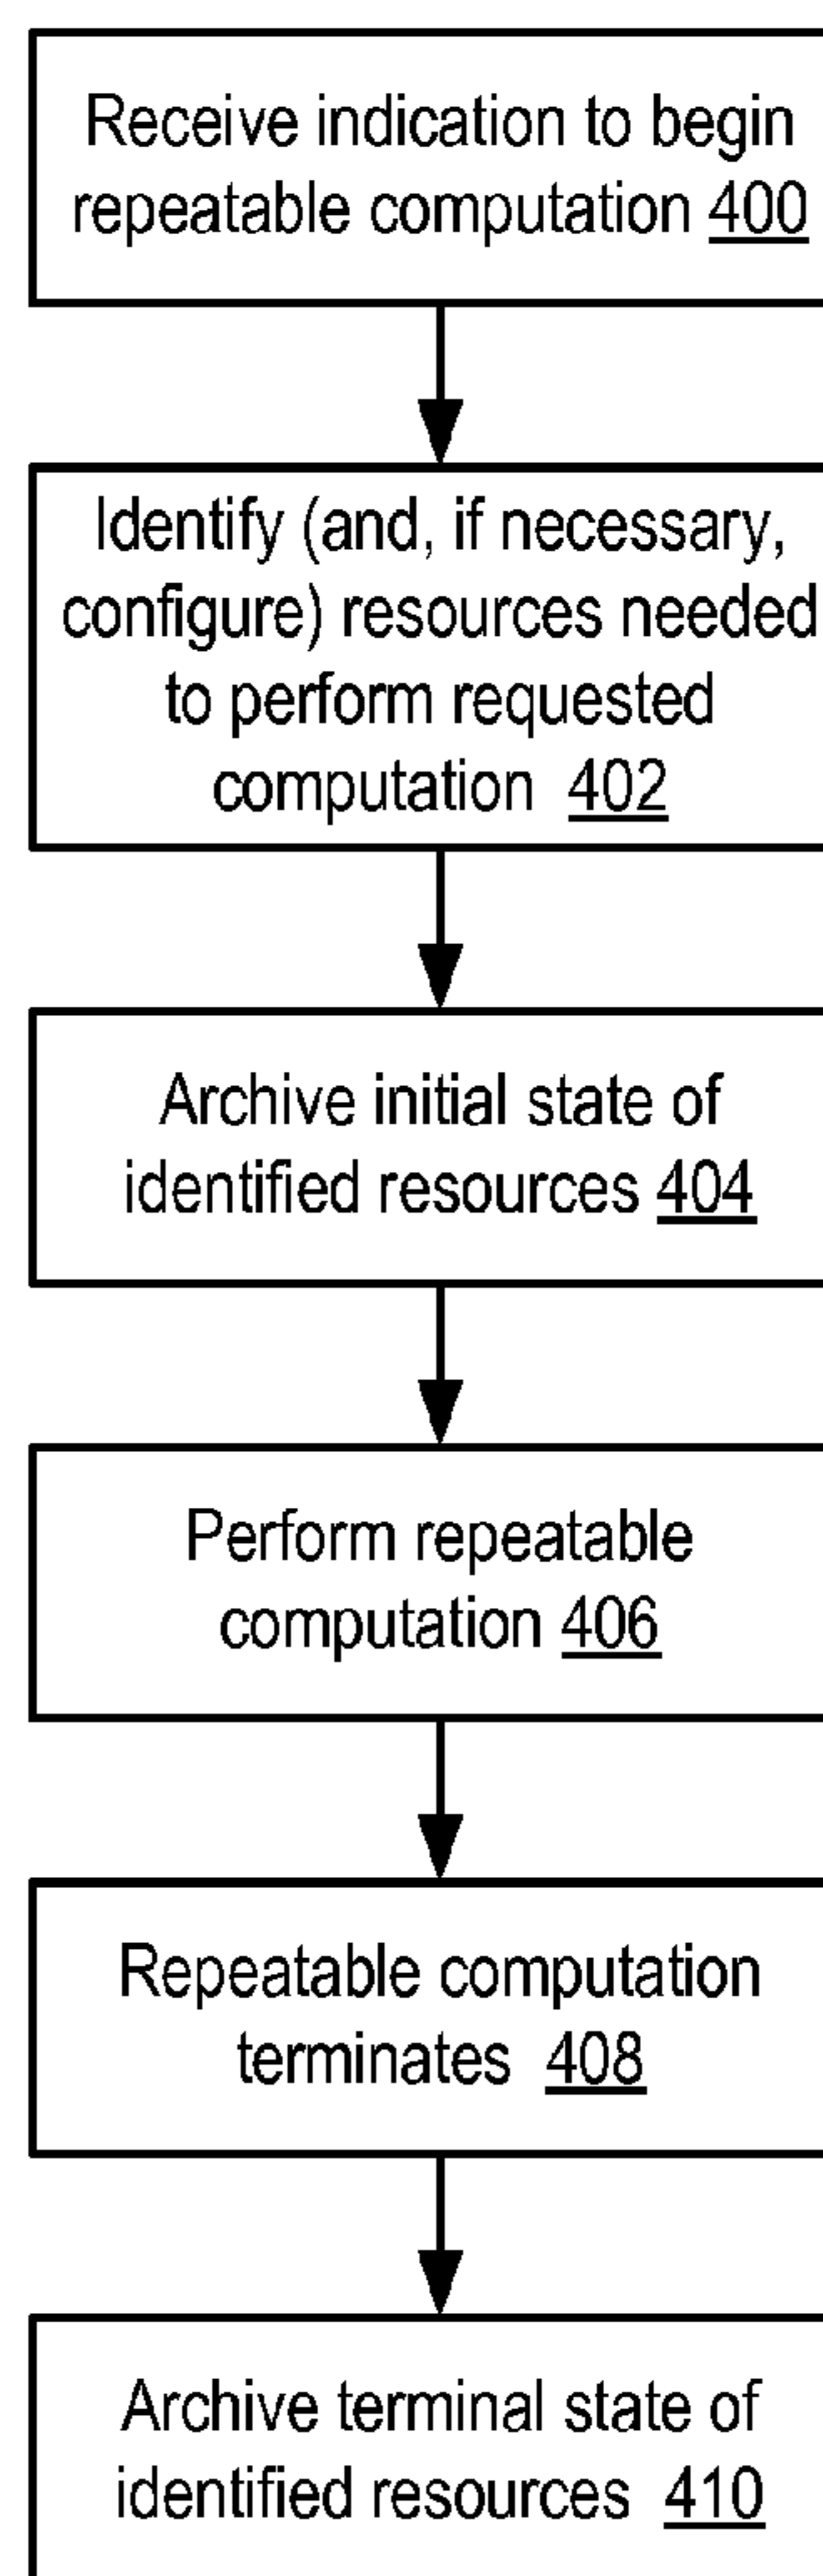 Receive indication to begin
repeatable computation 400
Identify (and, if necessary,
configure) resources needed
to perform requested
computation 402
Archive initial state of
identified resources 404
Perform repeatable
computation 406
Repeatable computation
terminates 408
Archive terminal state of
identified resources 410